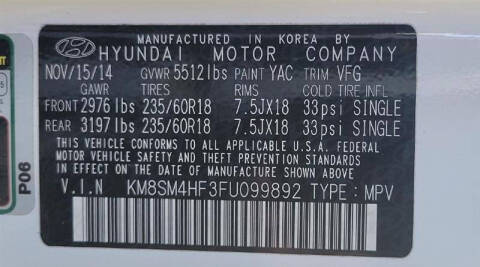 MANUFACTURED IN KOREA BY
HYUNDAI MOTOR COMPANY
NOV/15/14 GVWR 5512lbs PAINT YAC TRIM VFG
GAWR TIRES RIMS COLD TIRE INFL.
FRONT 2976 lbs 235/60R18 7.5JX18 33psi SINGLE
REAR 3197 lbs 235/60R18 7.5JX18 33psi SINGLE
THIS VEHICLE CONFORMS TO ALL APPLICABLE U.S.A. FEDERAL
MOTOR VEHICLE SAFETY, BUMPER, AND THEFT PREVENTION
STANDARDS IN EFFECT ON THE DATE OF MANUFACTURE SHOWN ABOVE.
V.I.N KM8SM4HF3FU099892 TYPE: MPV
P06